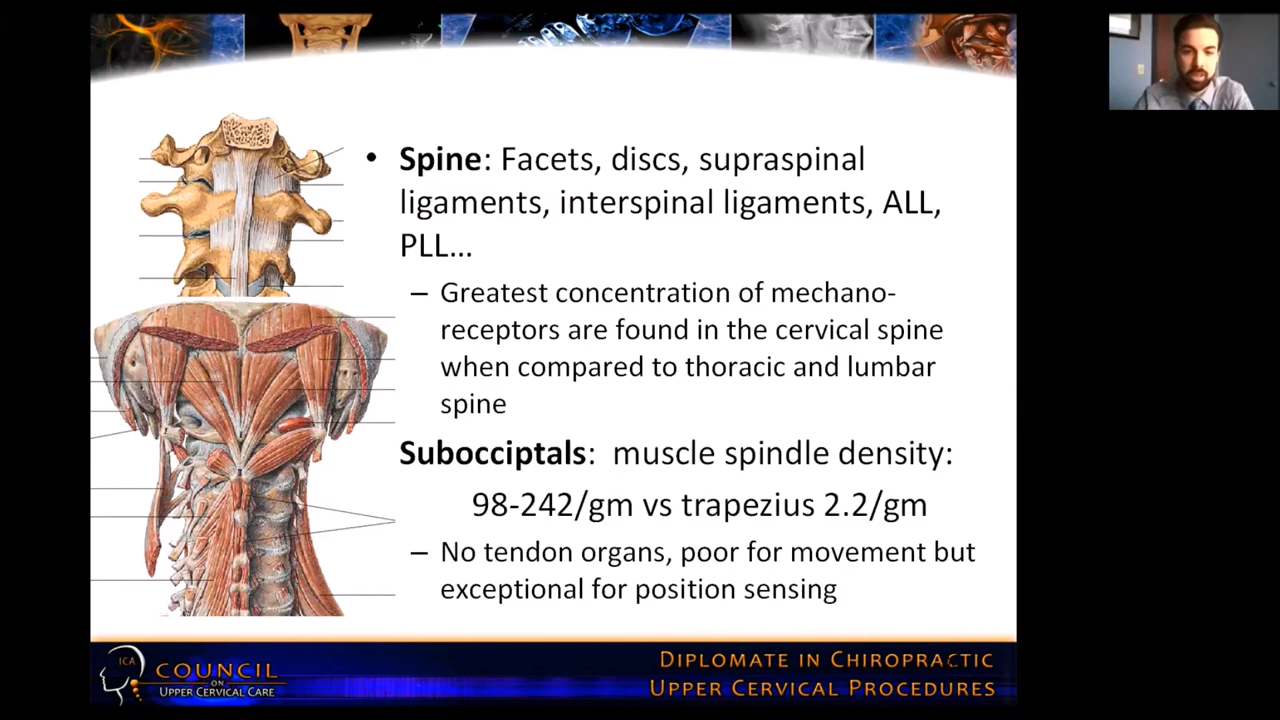 • Spine: Facets, discs, supraspinal
ligaments, interspinal ligaments, ALL,
PLL...
– Greatest concentration of mechano-
receptors are found in the cervical spine
when compared to thoracic and lumbar
spine
Subocciptals: muscle spindle density:
98-242/gm vs trapezius 2.2/gm
– No tendon organs, poor for movement but
exceptional for position sensing
ICA
COUNCIL
ON
UPPER CERVICAL CARE
DIPLOMATE IN CHIROPRACTIC
UPPER CERVICAL PROCEDURES